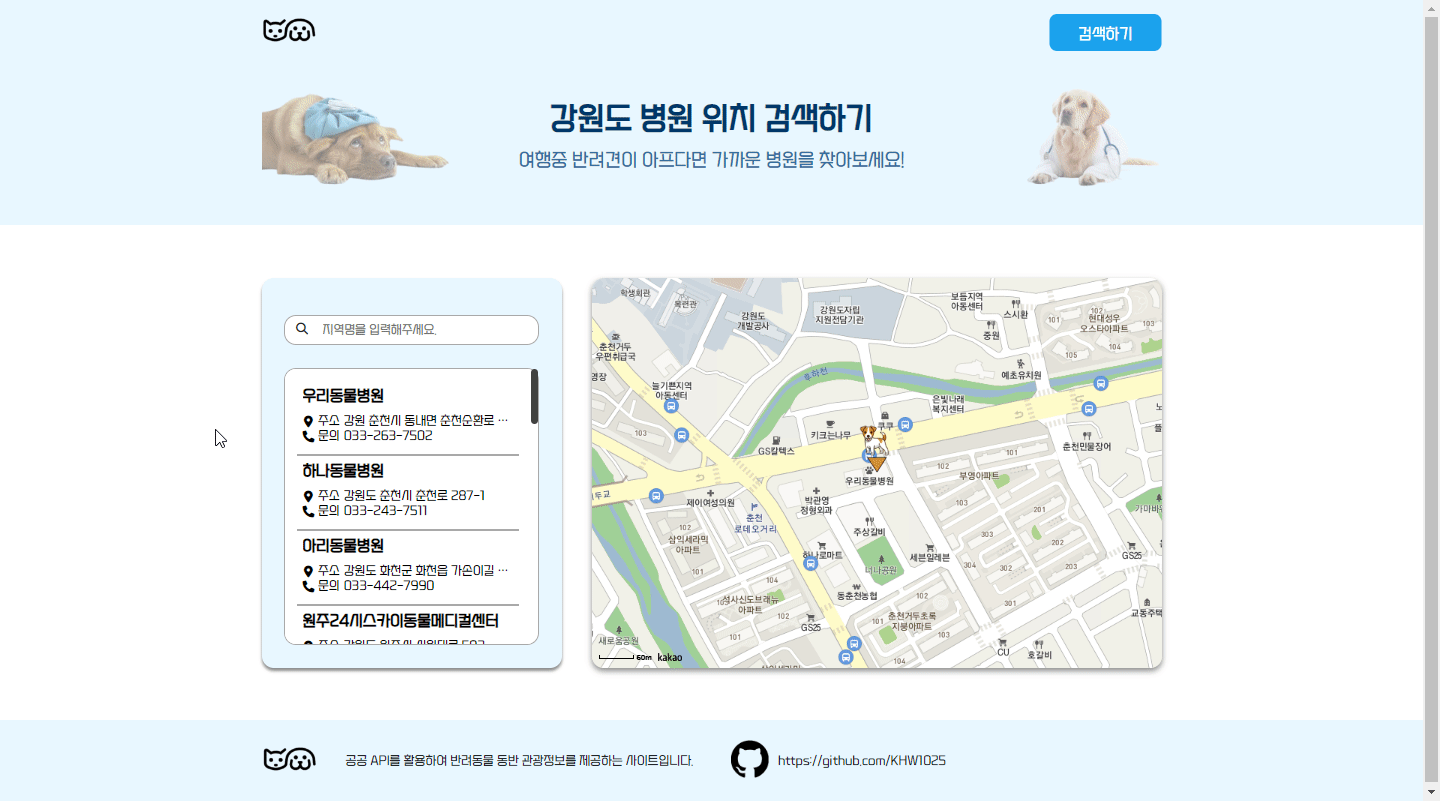 검색하기
강원도 병원 위치 검색하기
여행중 반려견이 아프다면 가까운 병원을 찾아보세요!
지역명을 입력해주세요.
우리동물병원
주소 강원 춘천시 동내면 춘천순환로 ...
문의 033-263-7502
하나동물병원
주소 강원도 춘천시 춘천로 287-1
문의 033-243-7511
아리동물병원
주소 강원도 화천군 화천읍 가손이길 ...
문의 033-442-7990
원주24시스카이동물메디컬센터
학생회관
목련관
강원도
개발공사
강원도자립
지원전담기관
보듬지역
아동센터
스시환
중원
101
102
현대성우
오스타아파트
103
104
105
춘천거두
우편취급국
명장
늘기쁜지역
아동센터
후하천
예초유치원
은빛나래
복지센터
103
GS칼텍스
키크는나무
쿠쿠
우리동물병원
춘천민물장어
부영아파트
101
102
103
제이여성의원
박관영
정형외과
춘천
로데오거리
주상갈비
102
삼익세라믹
아파트
101
하나로마트
너나공원
세븐일레븐
201
202
203
304
302
303
301
가마바위
GS25
104
102
성사신도브래뉴
아파트
101
동춘천농협
GS25
101
춘천거두초록
지붕아파트
103
104
새로움공원
교동주택
CU
호갈비
60m kakao
공공 API를 활용하여 반려동물 동반 관광정보를 제공하는 사이트입니다.
https://github.com/KHW1025